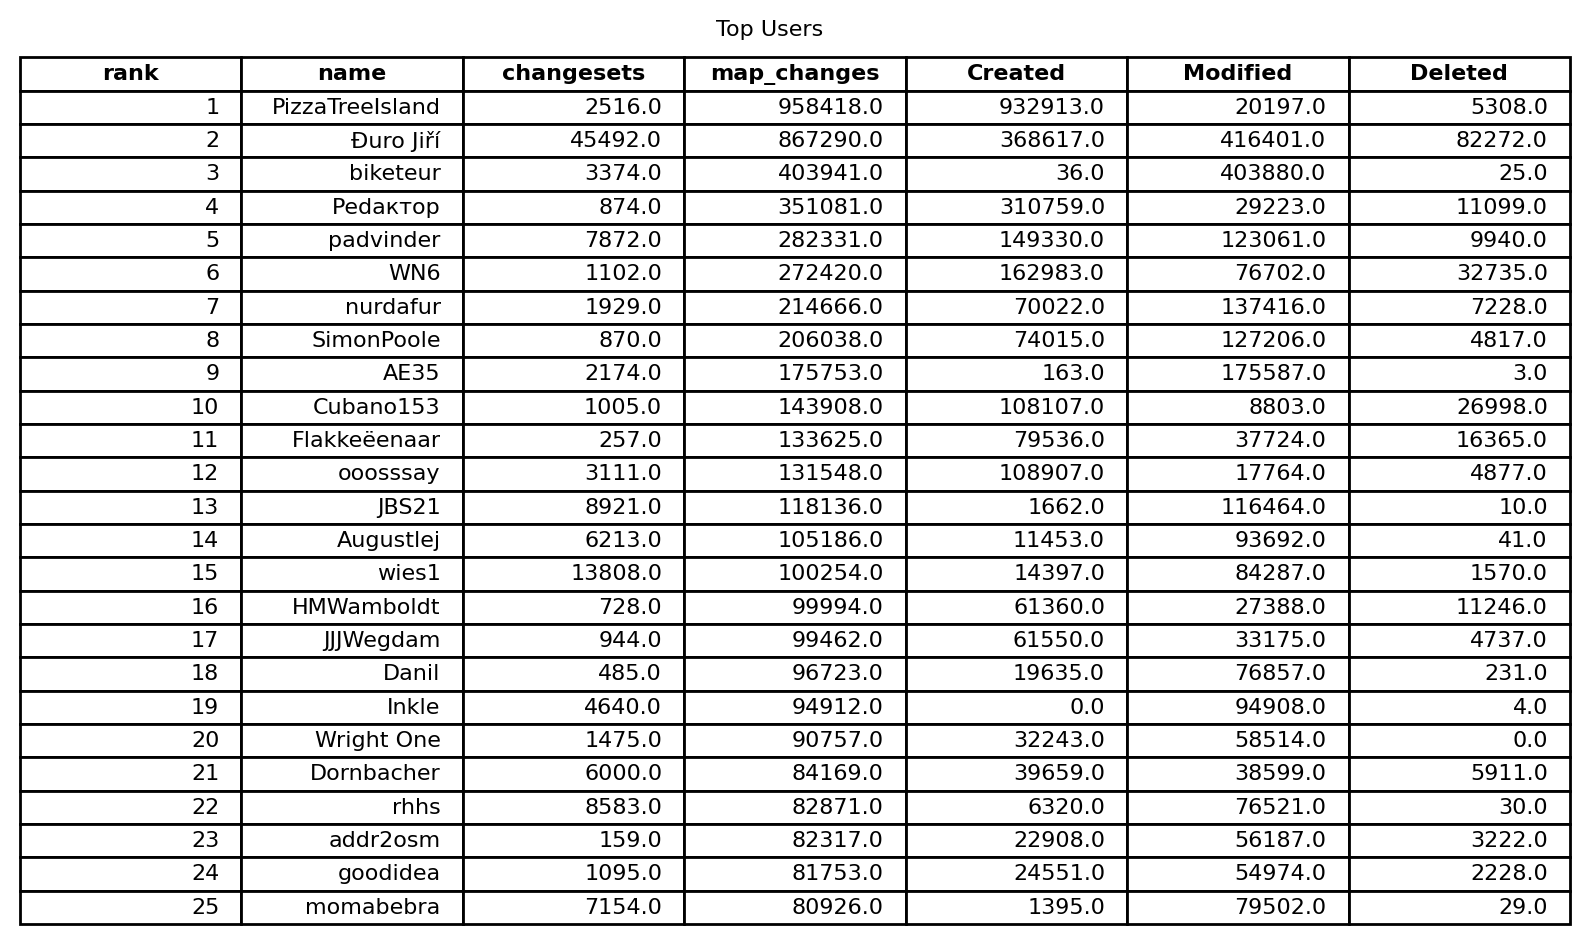 Top Users
rank name changesets map_changes Created Modified Deleted
1 PizzaTreeIsland 2516.0 958418.0 932913.0 20197.0 5308.0
2 Đuro Jiří 45492.0 867290.0 368617.0 416401.0 82272.0
3 biketeur 3374.0 403941.0 36.0 403880.0 25.0
4 Редактор 874.0 351081.0 310759.0 29223.0 11099.0
5 padvinder 7872.0 282331.0 149330.0 123061.0 9940.0
6 WN6 1102.0 272420.0 162983.0 76702.0 32735.0
7 nurdafur 1929.0 214666.0 70022.0 137416.0 7228.0
8 SimonPoole 870.0 206038.0 74015.0 127206.0 4817.0
9 AE35 2174.0 175753.0 163.0 175587.0 3.0
10 Cubano153 1005.0 143908.0 108107.0 8803.0 26998.0
11 Flakkeëenaar 257.0 133625.0 79536.0 37724.0 16365.0
12 ooosssay 3111.0 131548.0 108907.0 17764.0 4877.0
13 JBS21 8921.0 118136.0 1662.0 116464.0 10.0
14 Augustlej 6213.0 105186.0 11453.0 93692.0 41.0
15 wies1 13808.0 100254.0 14397.0 84287.0 1570.0
16 HMWamboldt 728.0 99994.0 61360.0 27388.0 11246.0
17 JJJWegdam 944.0 99462.0 61550.0 33175.0 4737.0
18 Danil 485.0 96723.0 19635.0 76857.0 231.0
19 Inkle 4640.0 94912.0 0.0 94908.0 4.0
20 Wright One 1475.0 90757.0 32243.0 58514.0 0.0
21 Dornbacher 6000.0 84169.0 39659.0 38599.0 5911.0
22 rhhs 8583.0 82871.0 6320.0 76521.0 30.0
23 addr2osm 159.0 82317.0 22908.0 56187.0 3222.0
24 goodidea 1095.0 81753.0 24551.0 54974.0 2228.0
25 momabebra 7154.0 80926.0 1395.0 79502.0 29.0